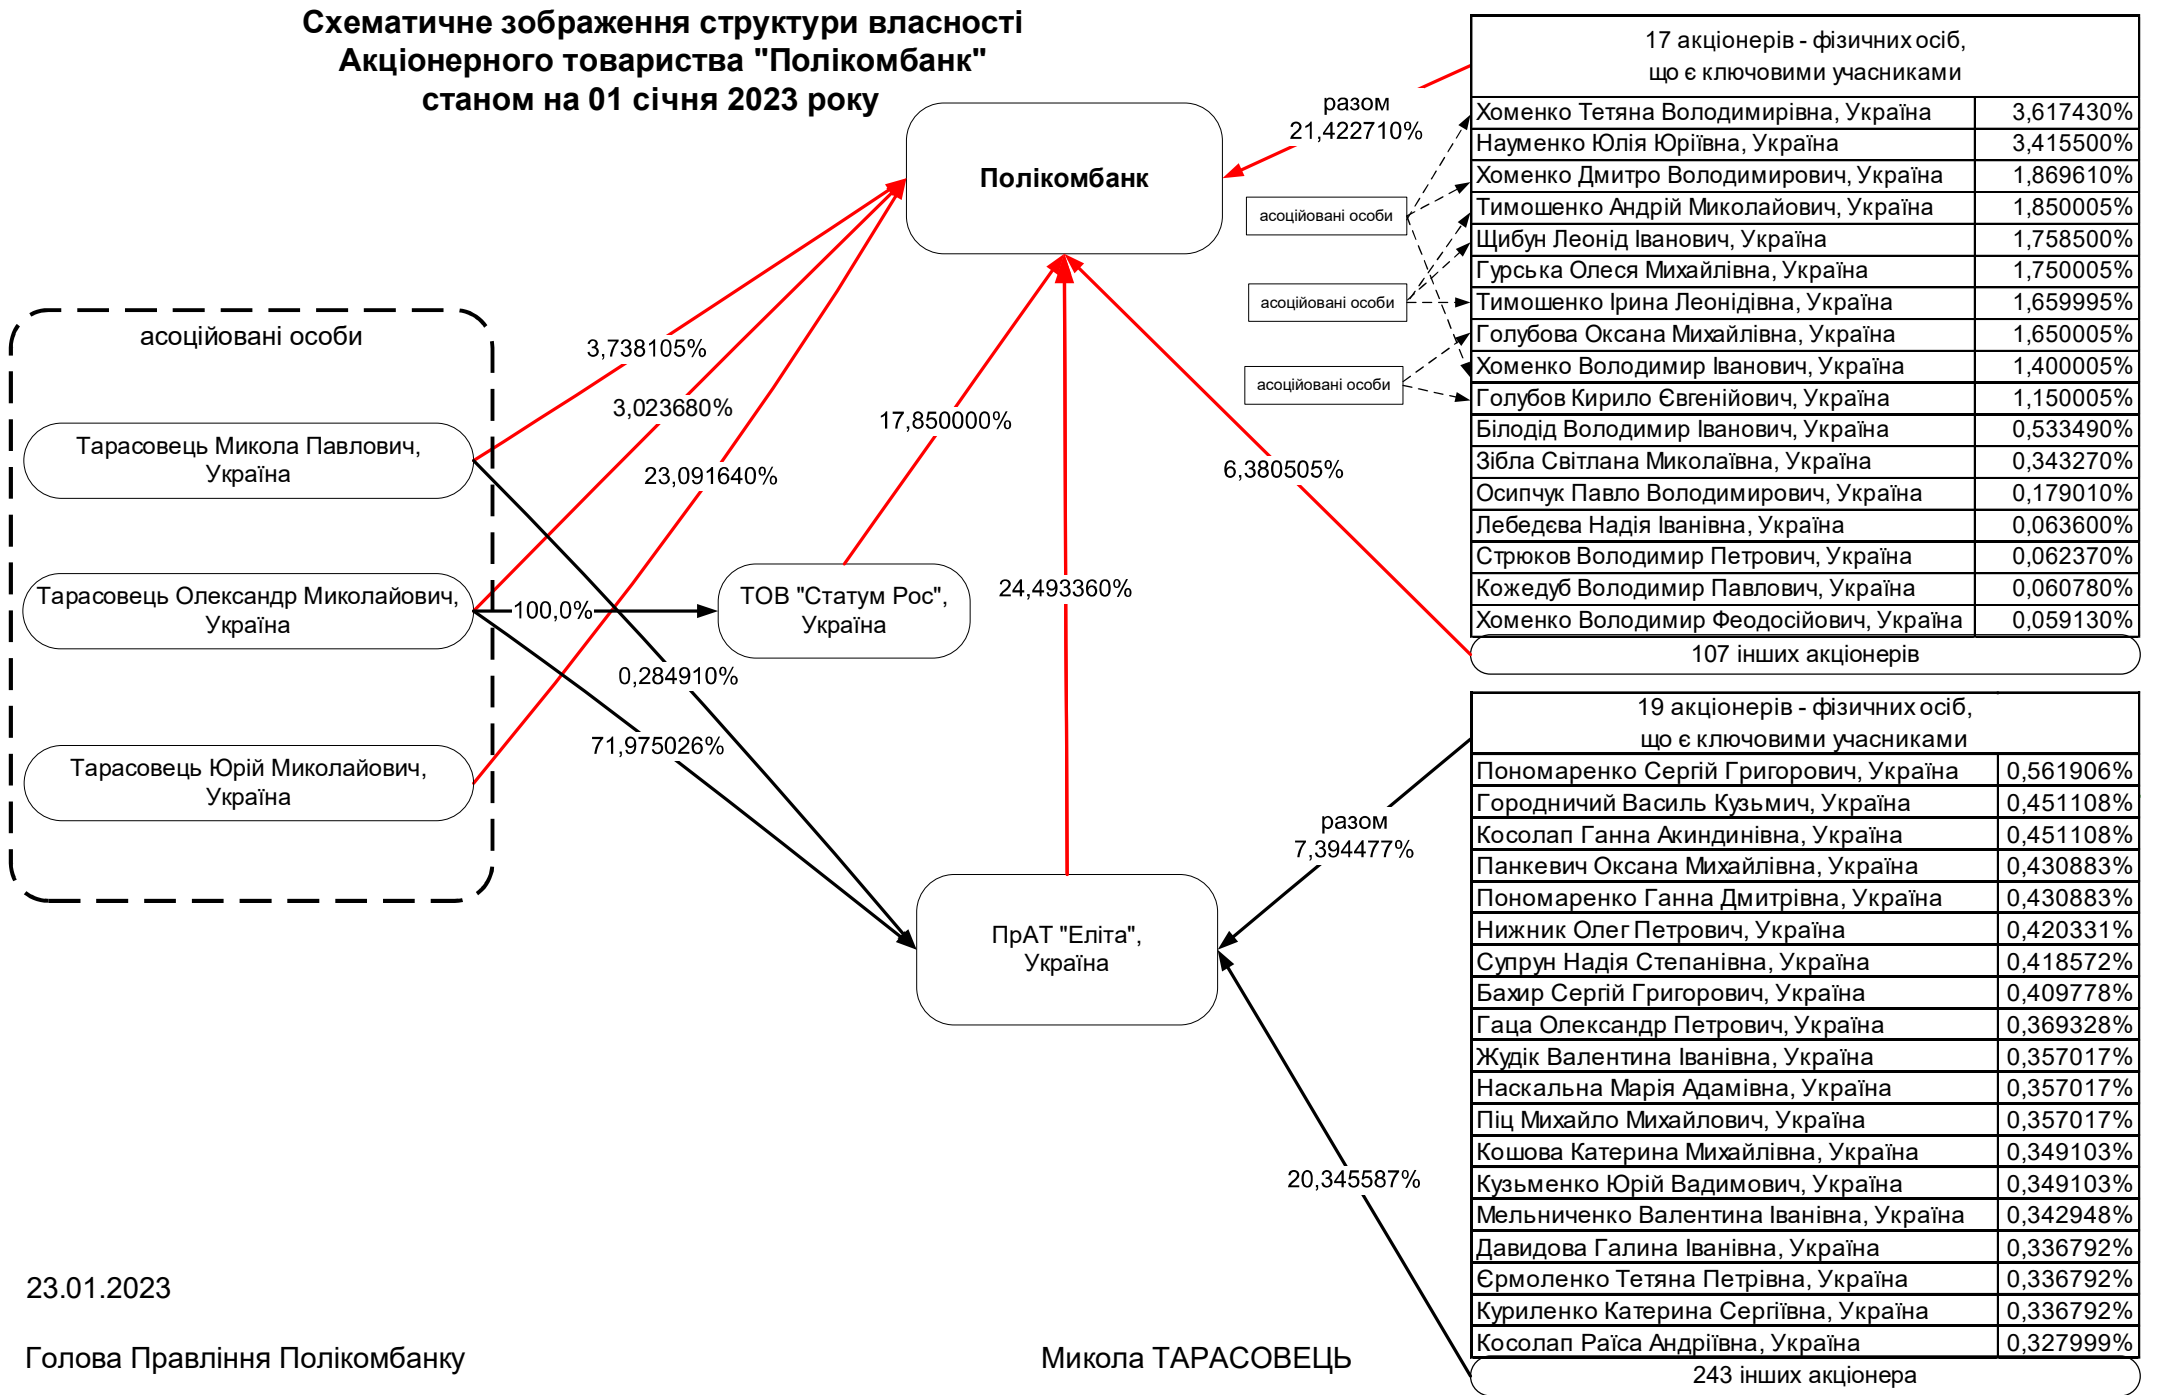 Схематичне зображення структури власності
Акціонерного товариства "Полікомбанк"
станом на 01 січня 2023 року
Полікомбанк
разом
21,422710%
асоційовані особи
асоційовані особи
асоційовані особи
17 акціонерів - фізичних осіб,
що є ключовими учасниками
Хоменко Тетяна Володимирівна, Україна 3,617430%
Науменко Юлія Юріївна, Україна 3,415500%
Хоменко Дмитро Володимирович, Україна 1,869610%
Тимошенко Андрій Миколайович, Україна 1,850005%
Щибун Леонід Іванович, Україна 1,758500%
Гурська Олеся Михайлівна, Україна 1,750005%
Тимошенко Ірина Леонідівна, Україна 1,659995%
Голубова Оксана Михайлівна, Україна 1,650005%
Хоменко Володимир Іванович, Україна 1,400005%
Голубов Кирило Євгенійович, Україна 1,150005%
Білодід Володимир Іванович, Україна 0,533490%
Зібла Світлана Миколаївна, Україна 0,343270%
Осипчук Павло Володимирович, Україна 0,179010%
Лебедєва Надія Іванівна, Україна 0,063600%
Стрюков Володимир Петрович, Україна 0,062370%
Кожедуб Володимир Павлович, Україна 0,060780%
Хоменко Володимир Феодосійович, Україна 0,059130%
107 інших акціонерів
асоційовані особи
Тарасовець Микола Павлович,
Україна
Тарасовець Олександр Миколайович,
Україна
Тарасовець Юрій Миколайович,
Україна
3,738105%
3,023680%
23,091640%
17,850000%
6,380505%
24,493360%
100,0%
ТОВ "Статум Рос",
Україна
0,284910%
71,975026%
ПрАТ "Еліта",
Україна
разом
7,394477%
20,345587%
19 акціонерів - фізичних осіб,
що є ключовими учасниками
Пономаренко Сергій Григорович, Україна 0,561906%
Городничий Василь Кузьмич, Україна 0,451108%
Косолап Ганна Акиндинівна, Україна 0,451108%
Панкевич Оксана Михайлівна, Україна 0,430883%
Пономаренко Ганна Дмитрівна, Україна 0,430883%
Нижник Олег Петрович, Україна 0,420331%
Супрун Надія Степанівна, Україна 0,418572%
Бахир Сергій Григорович, Україна 0,409778%
Гаца Олександр Петрович, Україна 0,369328%
Жудік Валентина Іванівна, Україна 0,357017%
Наскальна Марія Адамівна, Україна 0,357017%
Піц Михайло Михайлович, Україна 0,357017%
Кошова Катерина Михайлівна, Україна 0,349103%
Кузьменко Юрій Вадимович, Україна 0,349103%
Мельниченко Валентина Іванівна, Україна 0,342948%
Давидова Галина Іванівна, Україна 0,336792%
Єрмоленко Тетяна Петрівна, Україна 0,336792%
Куриленко Катерина Сергіївна, Україна 0,336792%
Косолап Раїса Андріївна, Україна 0,327999%
243 інших акціонера
23.01.2023
Голова Правління Полікомбанку Микола ТАРАСОВЕЦЬ